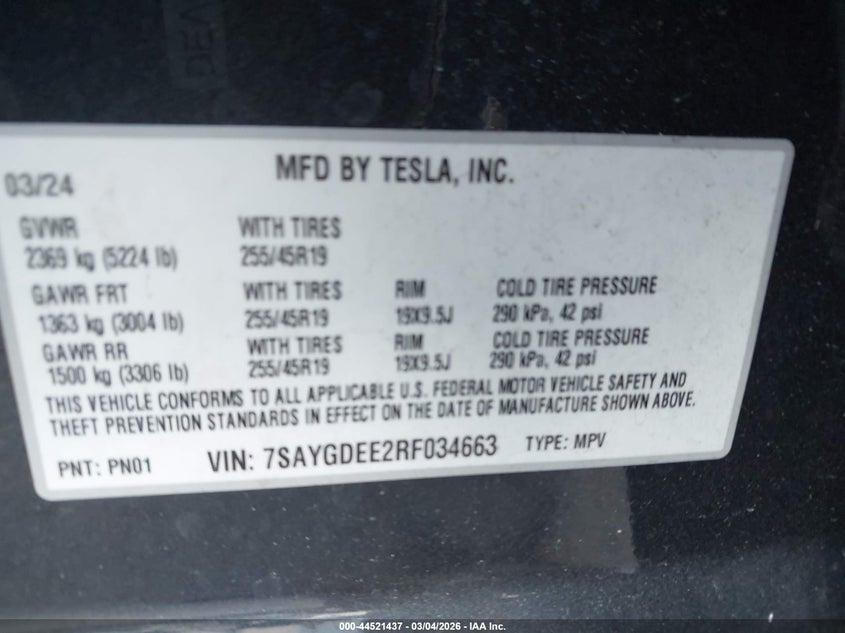 03/24
MFD BY TESLA, INC.
GVWR WITH TIRES
2369 kg (5224 lb) 255/45R19
GAWR FRT WITH TIRES RIM COLD TIRE PRESSURE
1363 kg (3004 lb) 255/45R19 19X9.5J 290 kPa, 42 psi
GAWR RR WITH TIRES RIM COLD TIRE PRESSURE
1500 kg (3306 lb) 255/45R19 19X9.5J 290 kPa, 42 psi
THIS VEHICLE CONFORMS TO ALL APPLICABLE U.S. FEDERAL MOTOR VEHICLE SAFETY AND
THEFT PREVENTION STANDARDS IN EFFECT ON THE DATE OF MANUFACTURE SHOWN ABOVE.
PNT: PN01 VIN: 7SAYGDEE2RF034663 TYPE: MPV
000-44521437 - 03/04/2026 - IAA Inc.